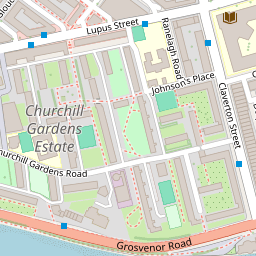 Lupus Street
Ranelagh Road
Johnson's Place
Claverton Street
Churchill
Gardens
Estate
Churchill Gardens Road
Grosvenor Road